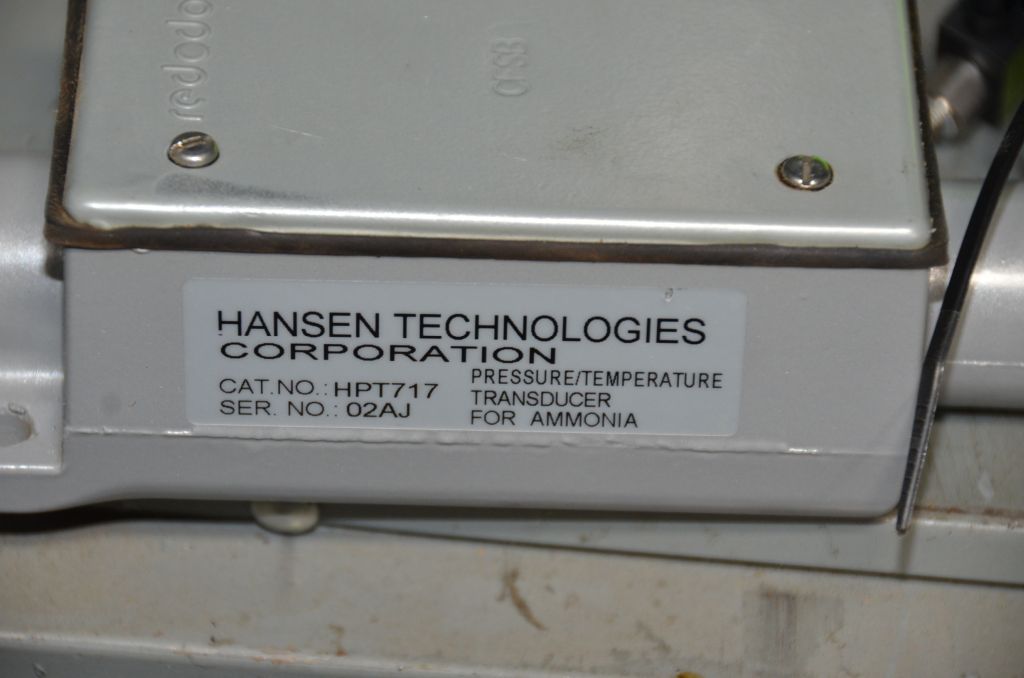 HANSEN TECHNOLOGIES
CORPORATION
CAT.NO.: HPT717
SER. NO.: 02AJ
PRESSURE/TEMPERATURE
TRANSDUCER
FOR AMMONIA